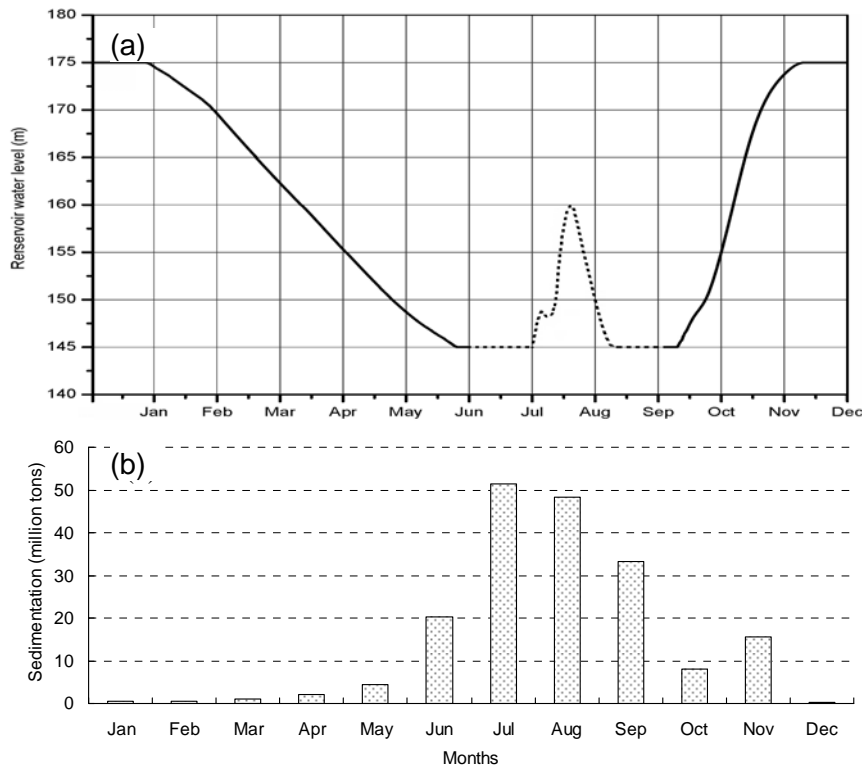 (a)
Rerservoir water level (m)
180
175
170
165
160
155
150
145
140
Jan Feb Mar Apr May Jun Jul Aug Sep Oct Nov Dec
(b)
Sedimentation (million tons)
60
50
40
30
20
10
0
Jan Feb Mar Apr May Jun Jul Aug Sep Oct Nov Dec
Months